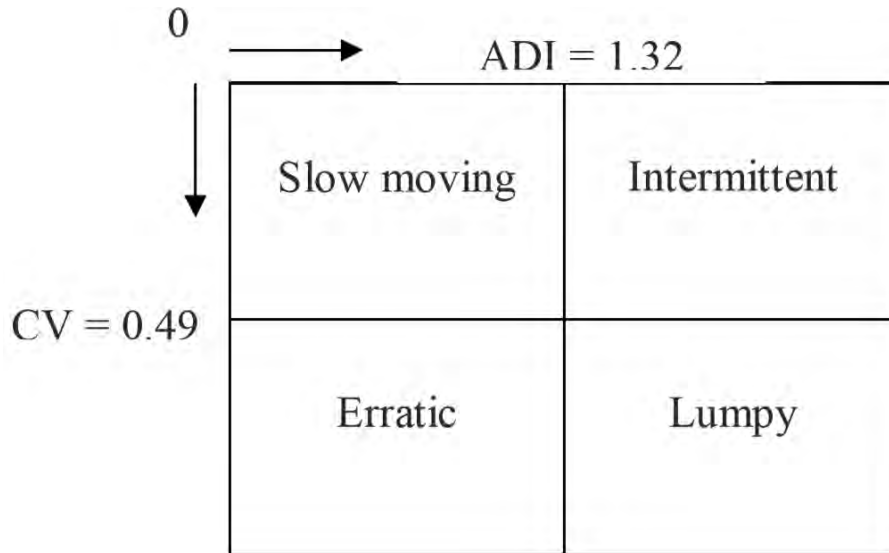 0
ADI = 1.32
Slow moving
Intermittent
CV = 0.49
Erratic
Lumpy